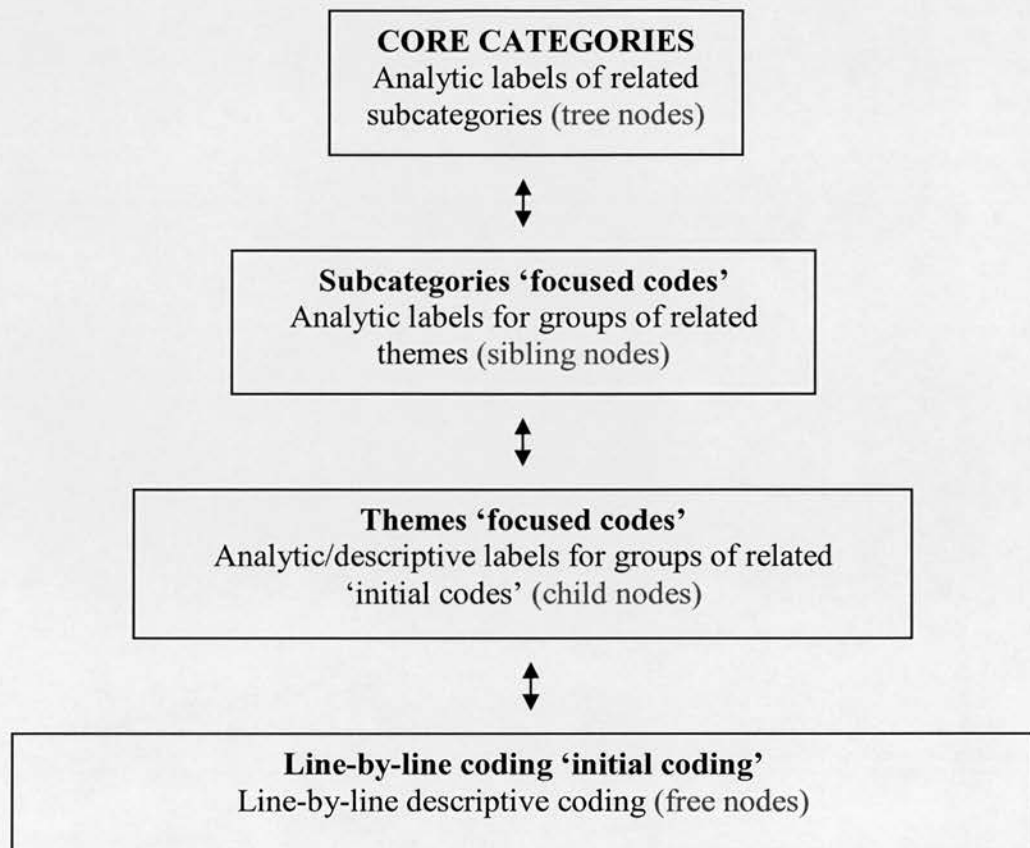 CORE CATEGORIES
Analytic labels of related
subcategories (tree nodes)
Subcategories ‘focused codes’
Analytic labels for groups of related
themes (sibling nodes)
Themes ‘focused codes’
Analytic/descriptive labels for groups of related
‘initial codes’ (child nodes)
Line-by-line coding ‘initial coding’
Line-by-line descriptive coding (free nodes)